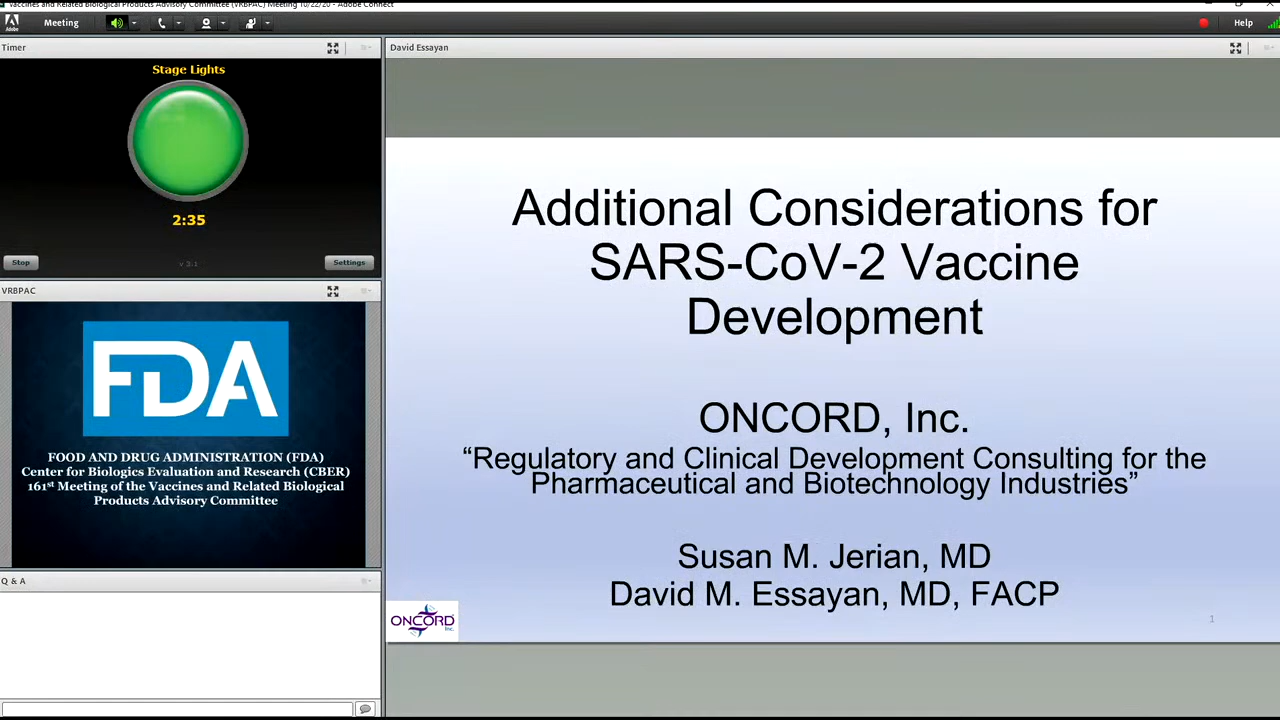 Vaccines and Related Biological Products Advisory Committee (VRBPAC) Meeting 10/22/20 - Adobe Connect
Adobe
Meeting
Help
Timer
Stage Lights
2:35
Stop
v 3.1
Settings
VRBPAC
FDA
FOOD AND DRUG ADMINISTRATION (FDA)
Center for Biologics Evaluation and Research (CBER)
161st Meeting of the Vaccines and Related Biological
Products Advisory Committee
Q & A
David Essayan
Additional Considerations for
SARS-CoV-2 Vaccine
Development
ONCORD, Inc.
“Regulatory and Clinical Development Consulting for the
Pharmaceutical and Biotechnology Industries”
Susan M. Jerian, MD
David M. Essayan, MD, FACP
ONCORD
Inc.
1